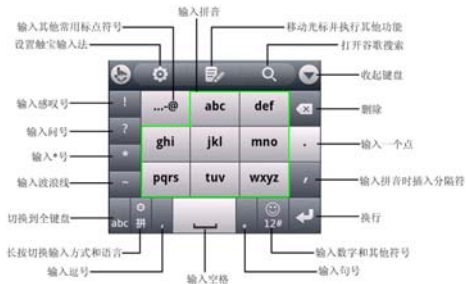 输入拼音
输入其他常用标点符号
移动光标并执行其他功能
设置触宝输入法
打开谷歌搜索
收起键盘
输入感叹号
! ...-@ abc def
删除
输入问号
? ghi jkl mno .
输入一个点
输入*号
*
输入波浪线
~ pqrs tuv wxyz ,
输入拼音时插入分隔符
切换到全键盘
abc 拼 , 。 12#
换行
长按切换输入方式和语言
输入数字和其他符号
输入逗号
输入句号
输入空格